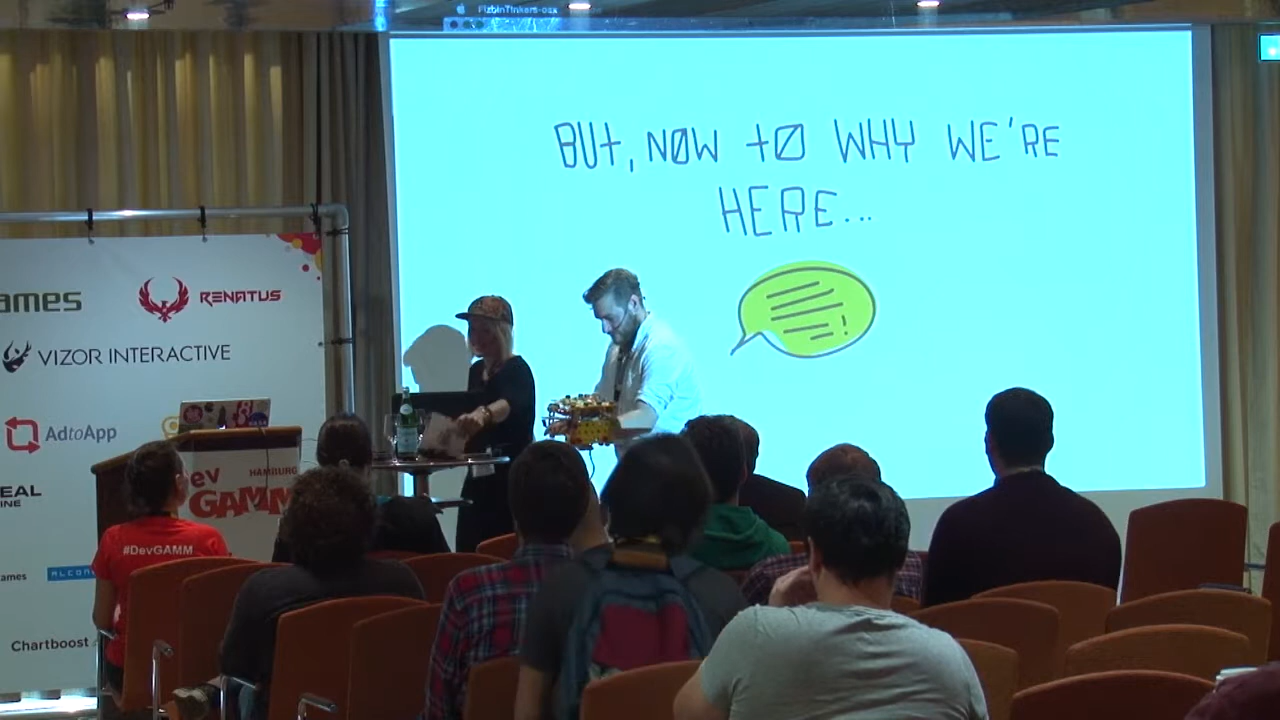 FizbinTinkers-osx
BUT, NOW TO WHY WE'RE
HERE...
AMES
RENATUS
VIZOR INTERACTIVE
AdtoApp
EAL
INE
DEV
HAMBURG
GAMM
#DevGAMM
ames
ALCON
Chartboost